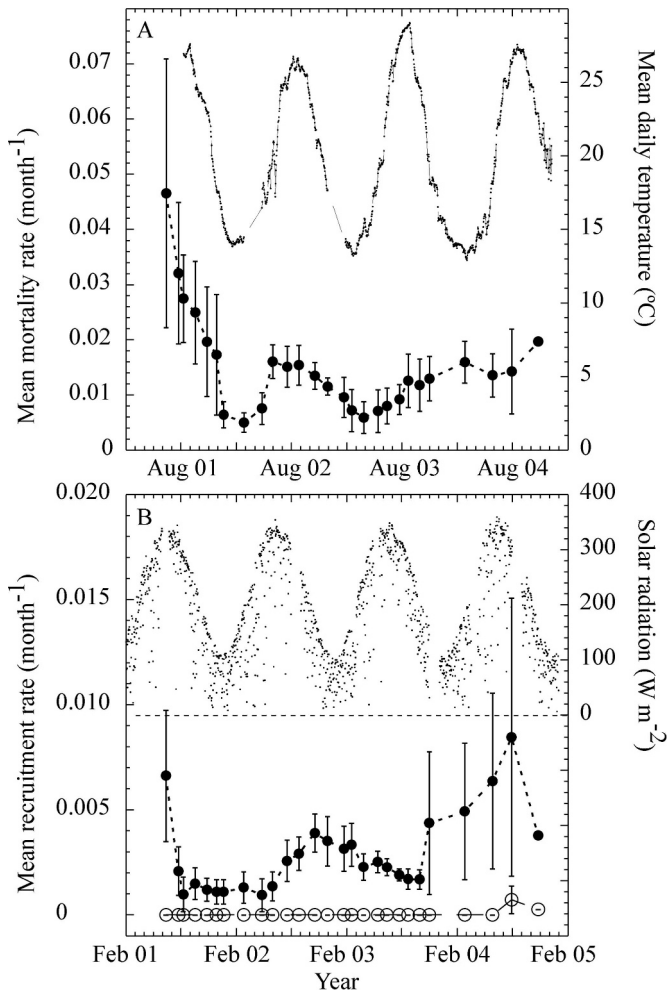 A
0.07
0.06
0.05
0.04
0.03
0.02
0.01
0
Mean mortality rate (month-1)
25
20
15
10
5
0
Mean daily temperature (°C)
Aug 01 Aug 02 Aug 03 Aug 04
B
0.020
0.015
0.010
0.005
0
Mean recruitment rate (month-1)
400
300
200
100
0
Solar radiation (W m-2)
Feb 01 Feb 02 Feb 03 Feb 04 Feb 05
Year